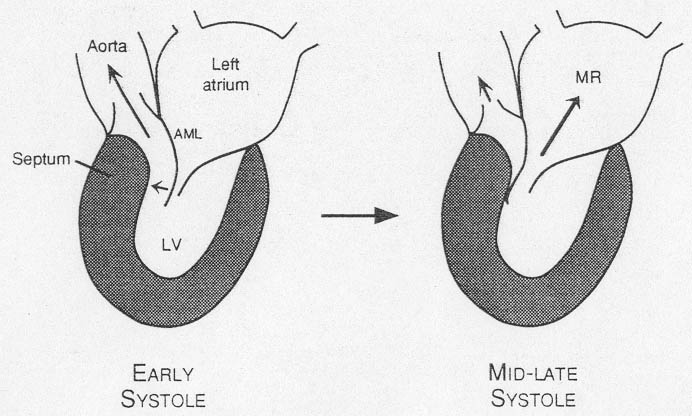 Aorta
Left
atrium
AML
Septum
LV
EARLY
SYSTOLE
MR
MID-LATE
SYSTOLE